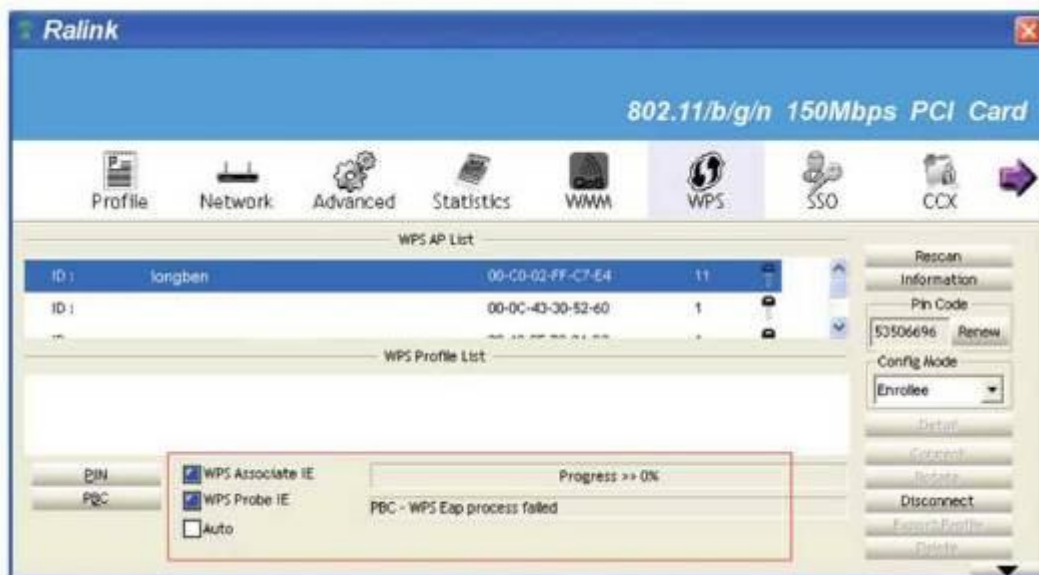 Ralink
802.11/b/g/n 150Mbps PCI Card
Profile Network Advanced Statistics WMM WPS SSO CCX
QoS
WPS AP List
ID : longben 00-C0-02-FF-C7-E4 11
ID : 00-0C-43-30-52-60 1
Rescan
Information
Pin Code
53506696 Renew
Config Mode
Enrollee
WPS Profile List
Detail
Connect
Rotate
Disconnect
Export Profile
Delete
PIN
PBC
WPS Associate IE
WPS Probe IE
Auto
Progress >> 0%
PBC - WPS Eap process failed